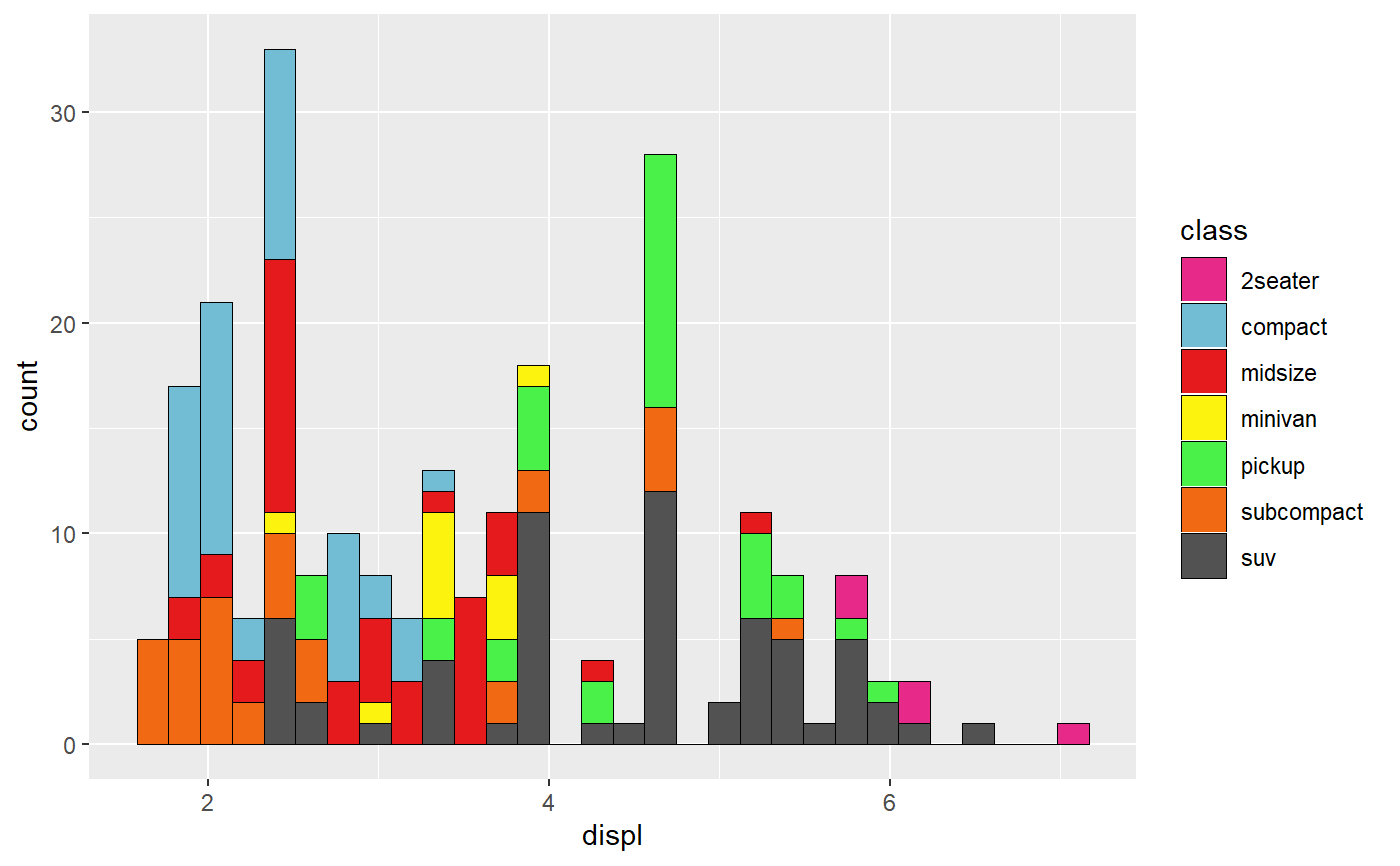 30
20
10
0
count
2 4 6
displ
class
2seater
compact
midsize
minivan
pickup
subcompact
suv